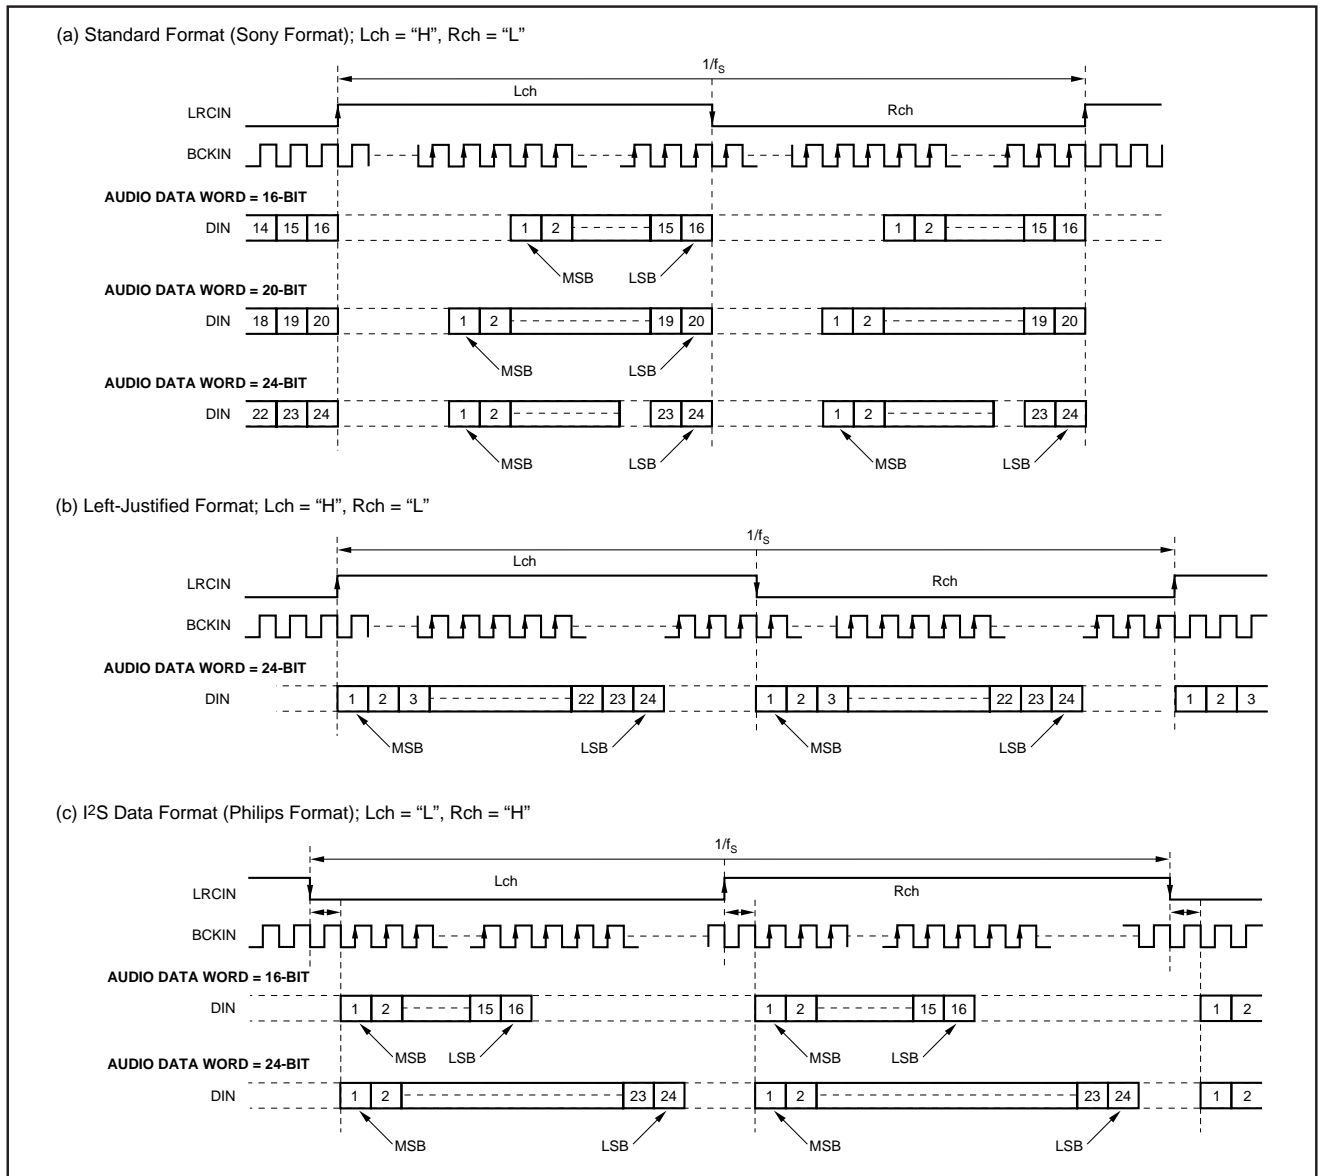 (a) Standard Format (Sony Format); Lch = “H”, Rch = “L”
1/fS
Lch
Rch
LRCIN
BCKIN
AUDIO DATA WORD = 16-BIT
DIN 14 15 16 1 2 15 16 1 2 15 16
MSB LSB
AUDIO DATA WORD = 20-BIT
DIN 18 19 20 1 2 19 20 1 2 19 20
MSB LSB
AUDIO DATA WORD = 24-BIT
DIN 22 23 24 1 2 23 24 1 2 23 24
MSB LSB MSB LSB
(b) Left-Justified Format; Lch = “H”, Rch = “L”
1/fS
Lch
Rch
LRCIN
BCKIN
AUDIO DATA WORD = 24-BIT
DIN 1 2 3 22 23 24 1 2 3 22 23 24 1 2 3
MSB LSB MSB LSB
(c) I2S Data Format (Philips Format); Lch = “L”, Rch = “H”
1/fS
LRCIN Lch Rch
BCKIN
AUDIO DATA WORD = 16-BIT
DIN 1 2 15 16 1 2 15 16 1 2
MSB LSB MSB LSB
AUDIO DATA WORD = 24-BIT
DIN 1 2 23 24 1 2 23 24 1 2
MSB LSB MSB LSB